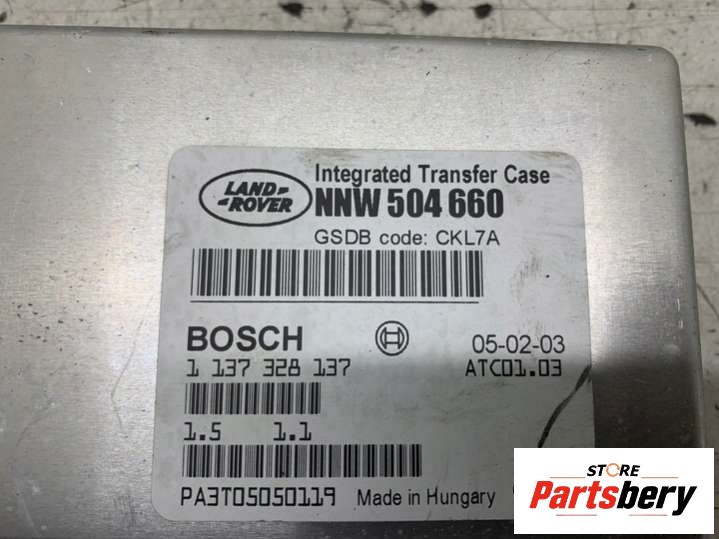 LAND
ROVER
Integrated Transfer Case
NNW 504 660
GSDB code: CKL7A
BOSCH
05-02-03
1 137 328 137
ATC01.03
1.5 1.1
PA3T05050119 Made in Hungary
STORE
Partsbery